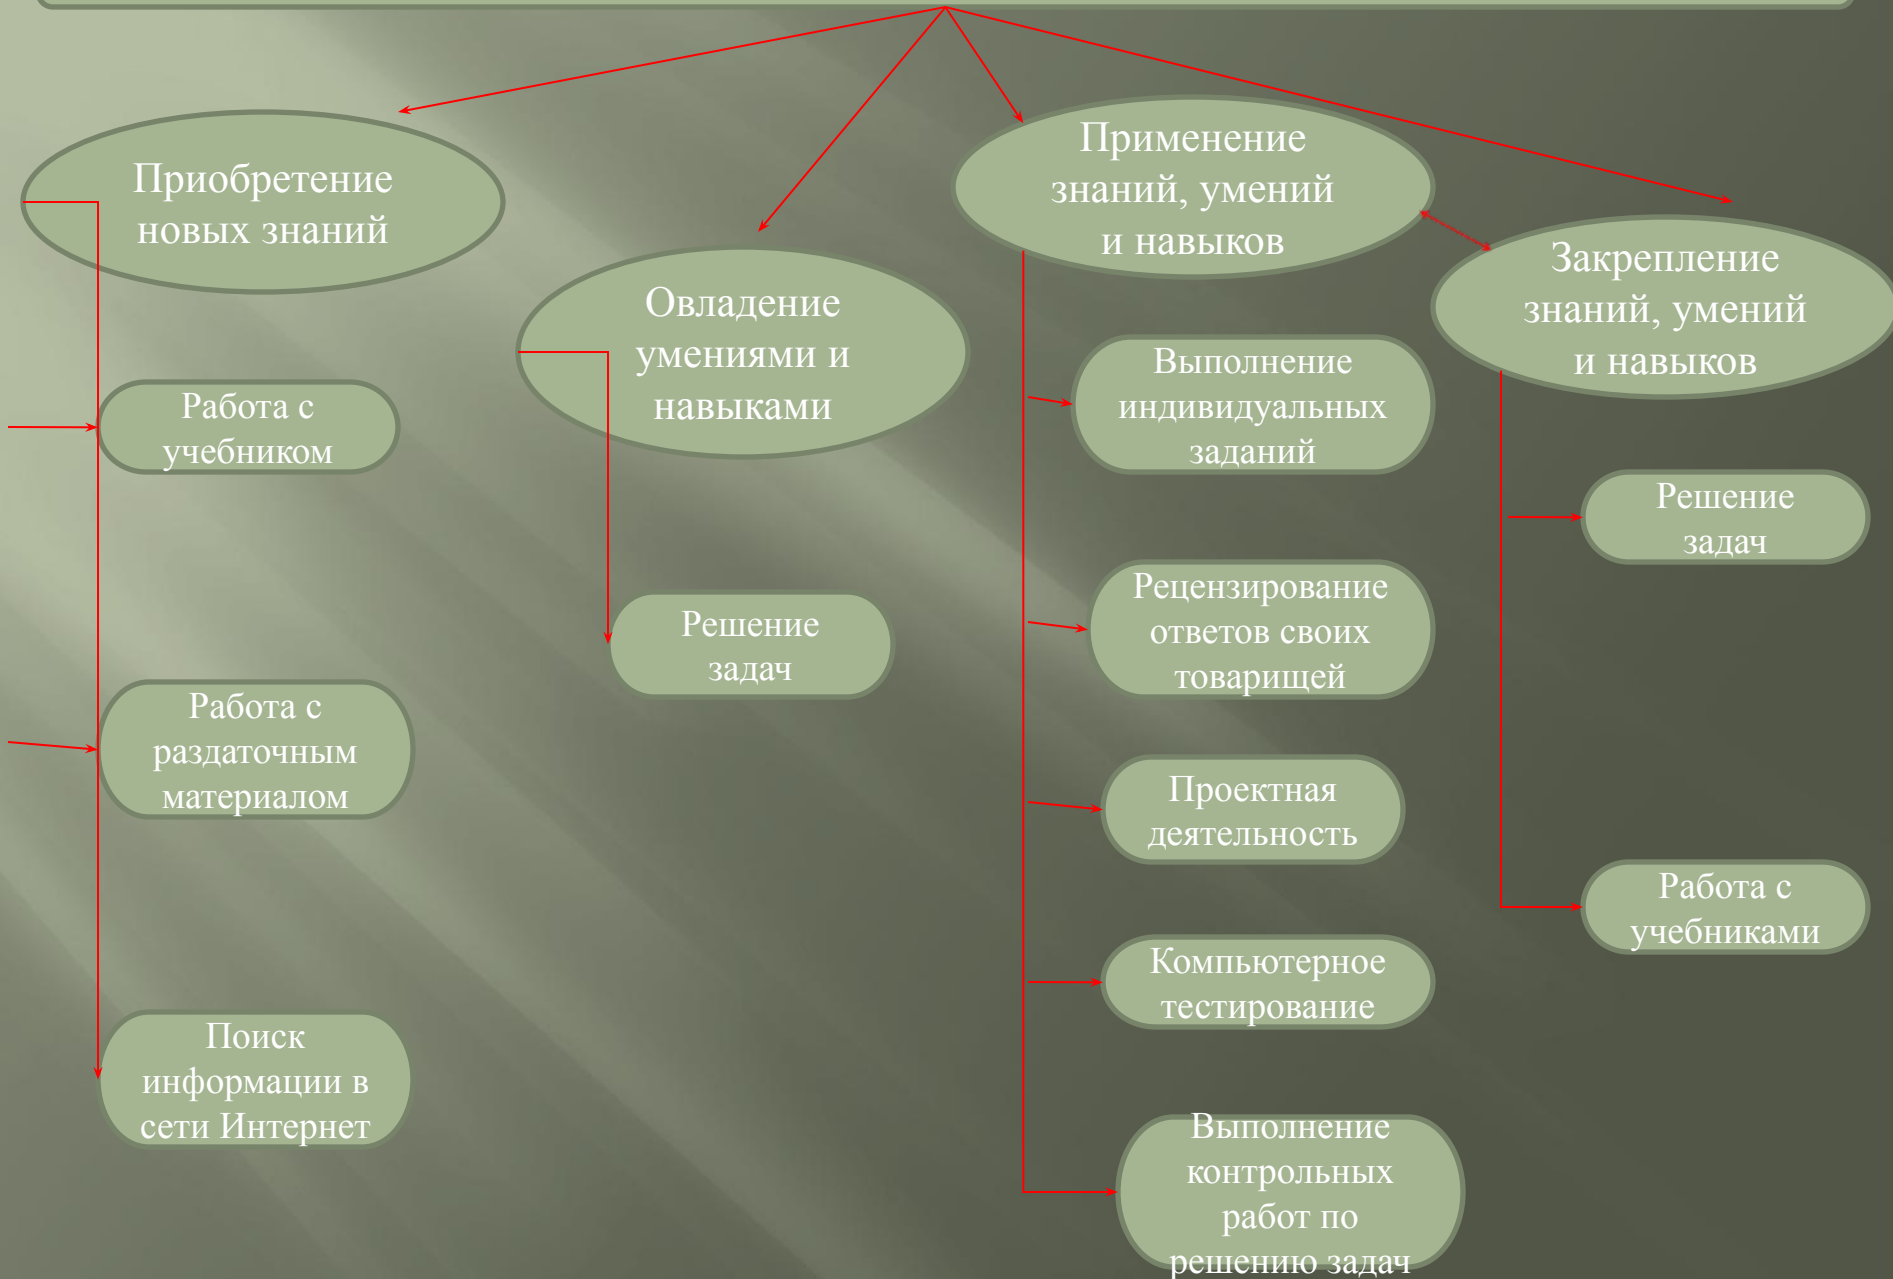 Приобретение
новых знаний
Работа с
учебником
Работа с
раздаточным
материалом
Поиск
информации в
сети Интернет
Овладение
умениями и
навыками
Решение
задач
Применение
знаний, умений
и навыков
Выполнение
индивидуальных
заданий
Рецензирование
ответов своих
товарищей
Проектная
деятельность
Компьютерное
тестирование
Выполнение
контрольных
работ по
решению задач
Закрепление
знаний, умений
и навыков
Решение
задач
Работа с
учебниками